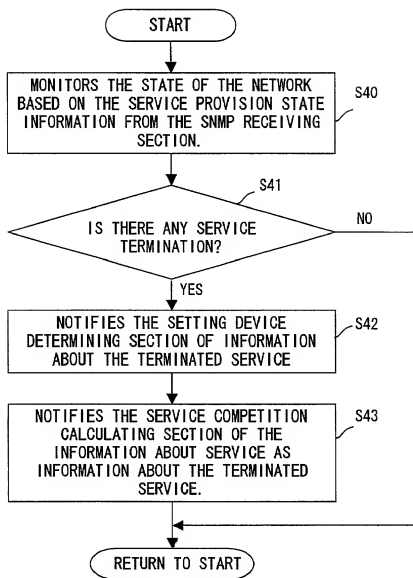 START
MONITORS THE STATE OF THE NETWORK
BASED ON THE SERVICE PROVISION STATE
INFORMATION FROM THE SNMP RECEIVING
SECTION.
S40
S41
IS THERE ANY SERVICE
TERMINATION?
NO
YES
NOTIFIES THE SETTING DEVICE
DETERMINING SECTION OF INFORMATION
ABOUT THE TERMINATED SERVICE
S42
NOTIFIES THE SERVICE COMPETITION
CALCULATING SECTION OF THE
INFORMATION ABOUT SERVICE AS
INFORMATION ABOUT THE TERMINATED
SERVICE.
S43
RETURN TO START